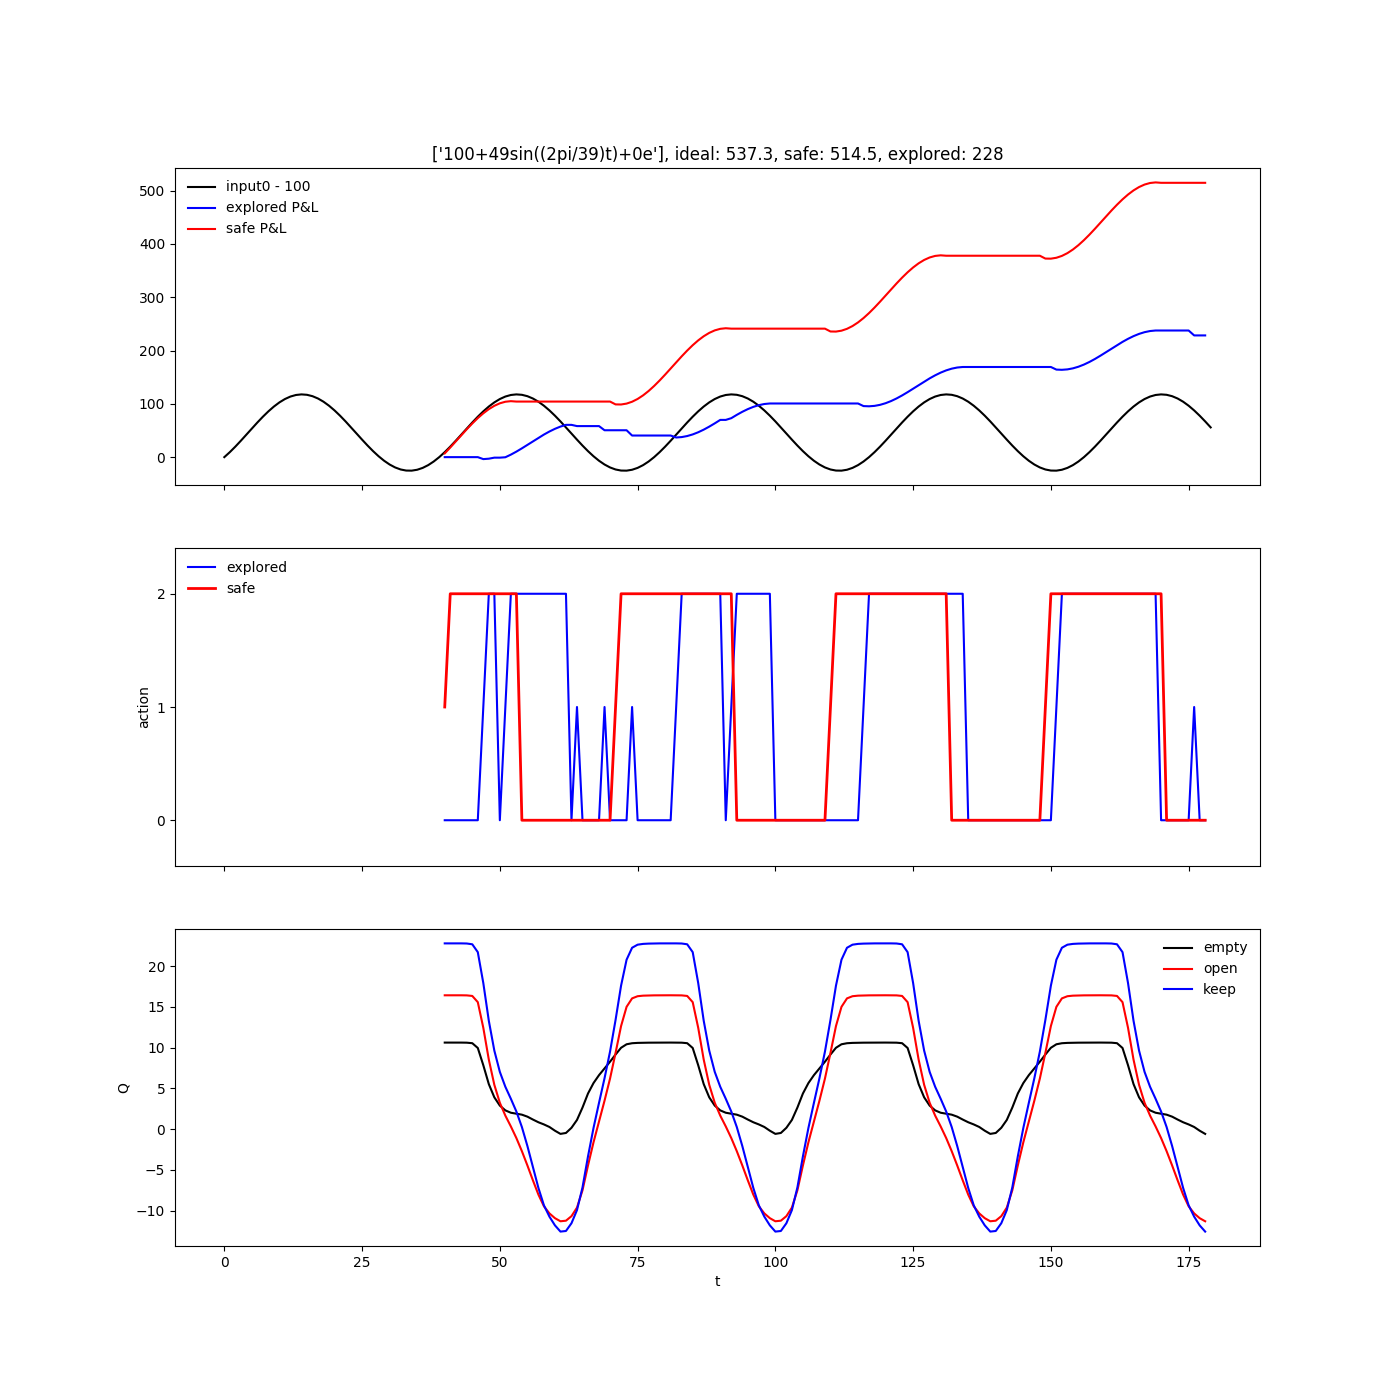 ['100+49sin((2pi/39)t)+0e'], ideal: 537.3, safe: 514.5, explored: 228
input0 - 100
explored P&L
safe P&L
500
400
300
200
100
0
explored
safe
action
2
1
0
empty
open
keep
Q
20
15
10
5
0
−5
−10
0 25 50 75 100 125 150 175
t